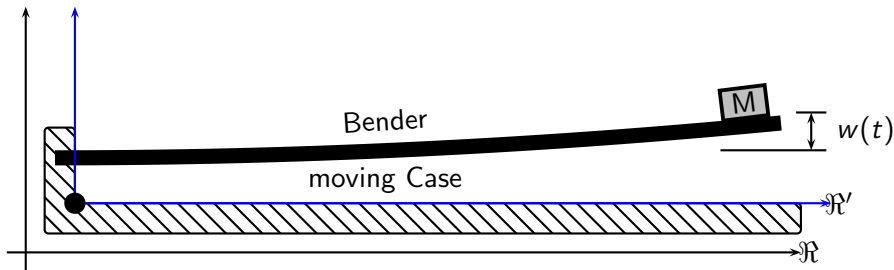 M
Bender
w(t)
moving Case
ℜ′
ℜ